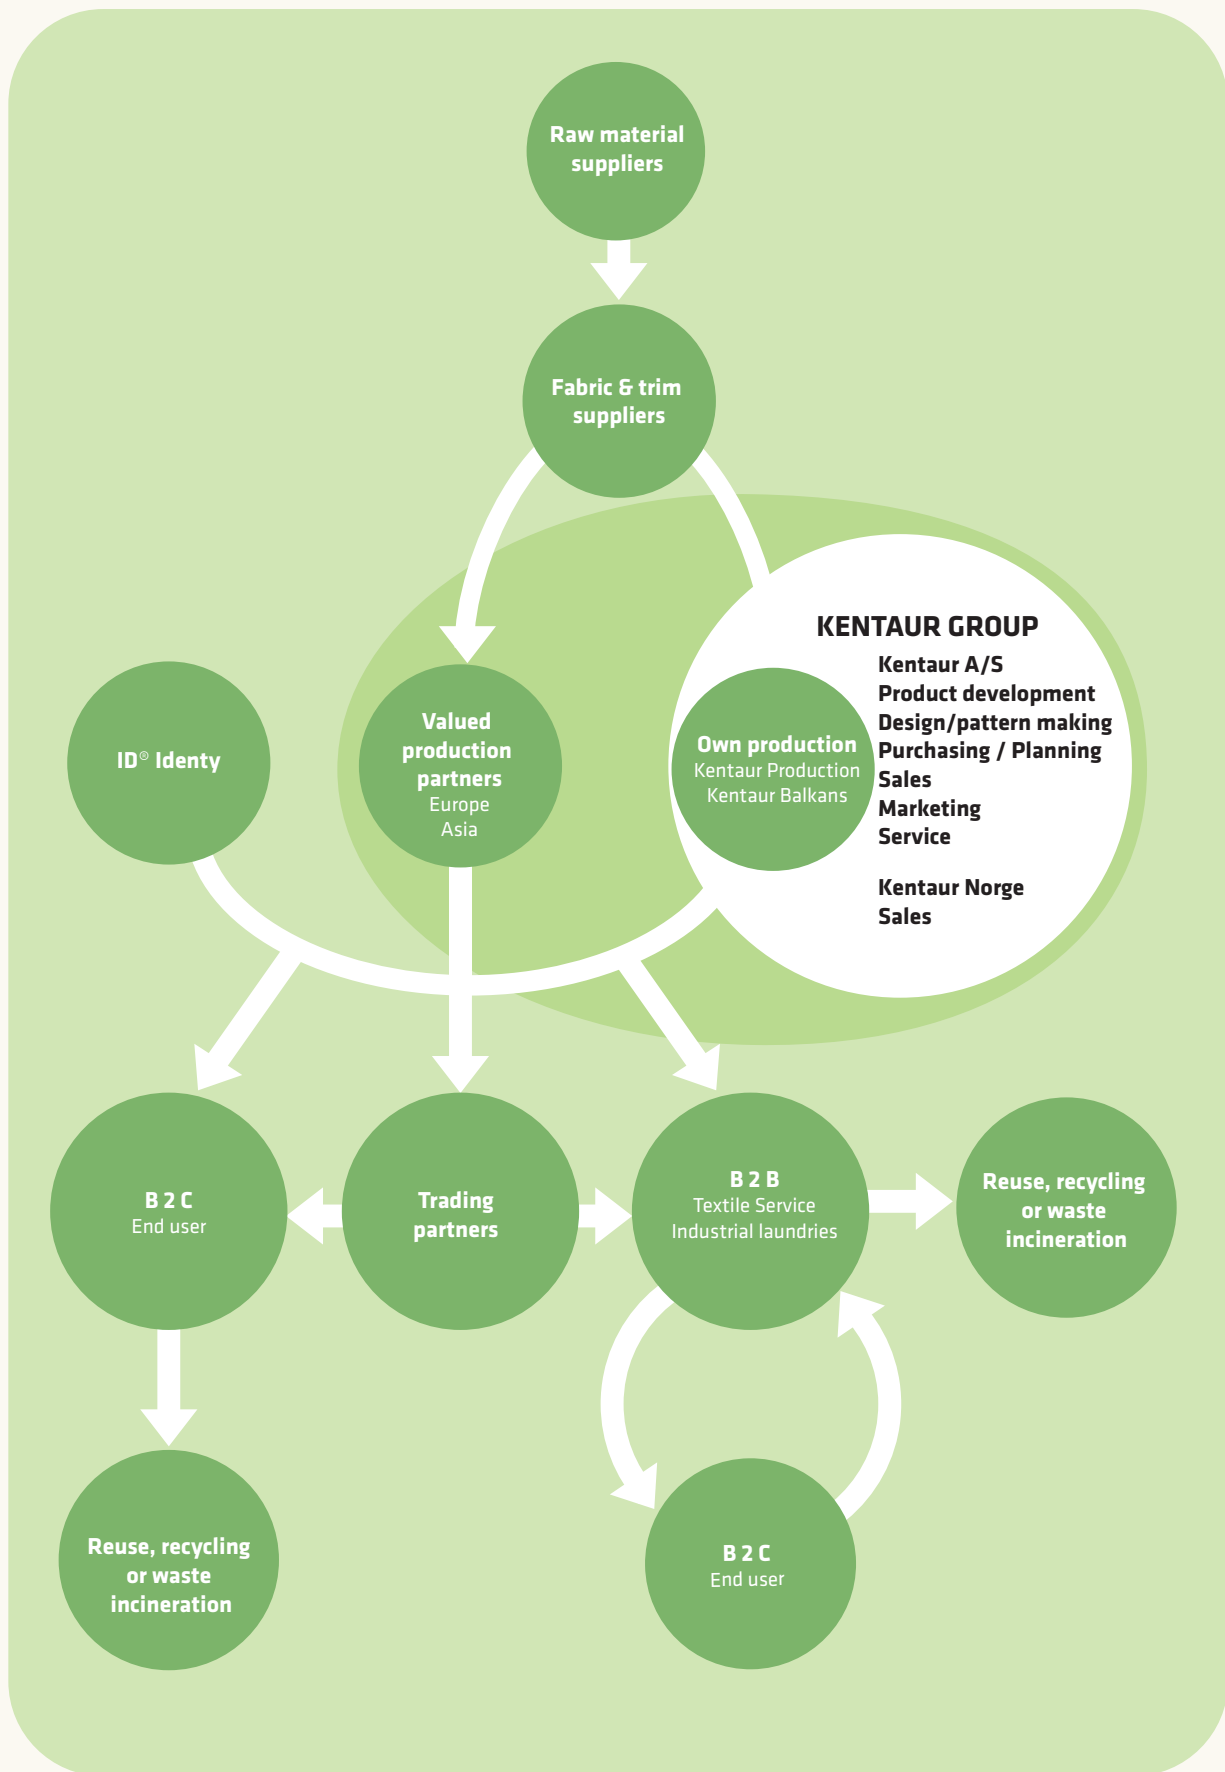 Raw material
suppliers
Fabric & trim
suppliers
KENTAUR GROUP
Kentaur A/S
Product development
Design/pattern making
Purchasing / Planning
Sales
Marketing
Service
Kentaur Norge
Sales
ID® Identy
Valued
production
partners
Europe
Asia
Own production
Kentaur Production
Kentaur Balkans
B 2 C
End user
Trading
partners
B 2 B
Textile Service
Industrial laundries
Reuse, recycling
or waste
incineration
Reuse, recycling
or waste
incineration
B 2 C
End user